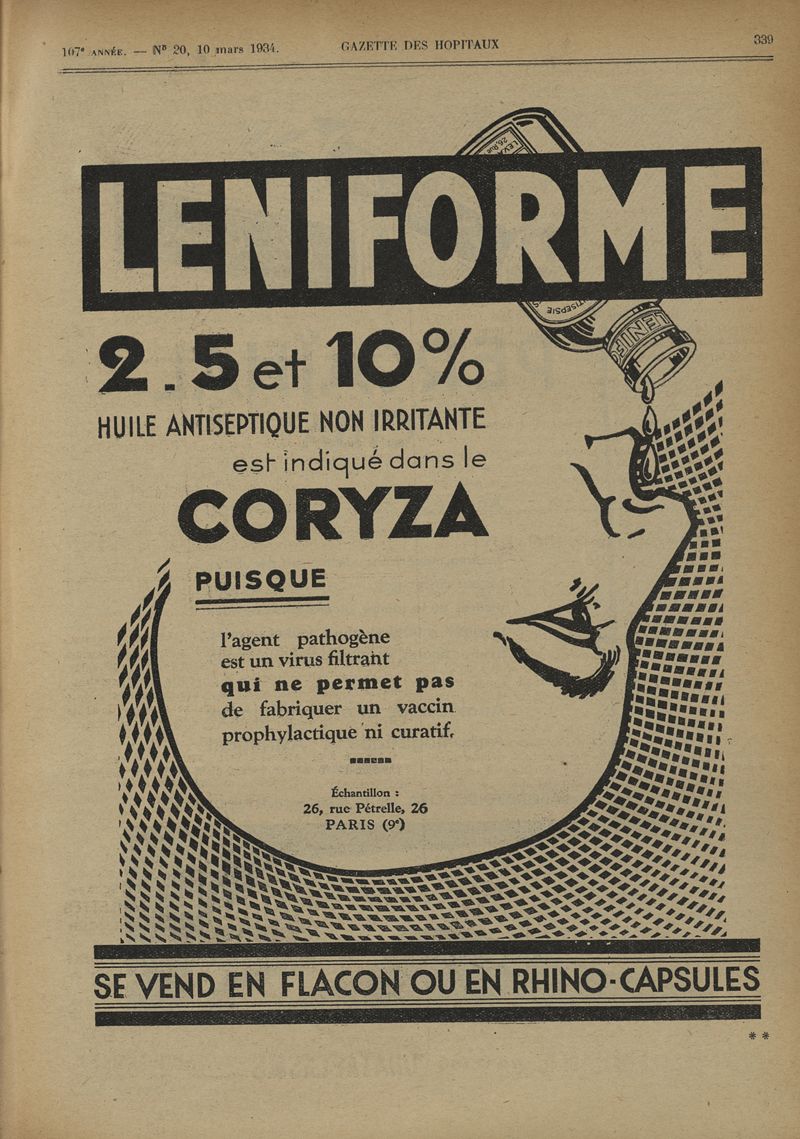 107e ANNÉE. — No 20, 10 mars 1934. GAZETTE DES HOPITAUX 339
26, Rue
LENIFORME
2.5 et 10%
HUILE ANTISEPTIQUE NON IRRITANTE
est indiqué dans le
CORYZA
PUISQUE
l'agent pathogène
est un virus filtrant
qui ne permet pas
de fabriquer un vaccin
prophylactique ni curatif.
Échantillon :
26, rue Pétrelle, 26
PARIS (9e)
SE VEND EN FLACON OU EN RHINO-CAPSULES
* *